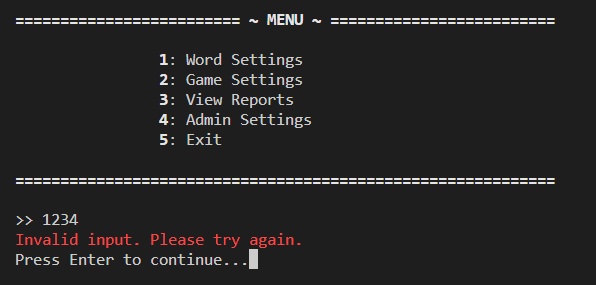 ========================= ~ MENU ~ =========================
1: Word Settings
2: Game Settings
3: View Reports
4: Admin Settings
5: Exit
============================================================
>> 1234
Invalid input. Please try again.
Press Enter to continue...